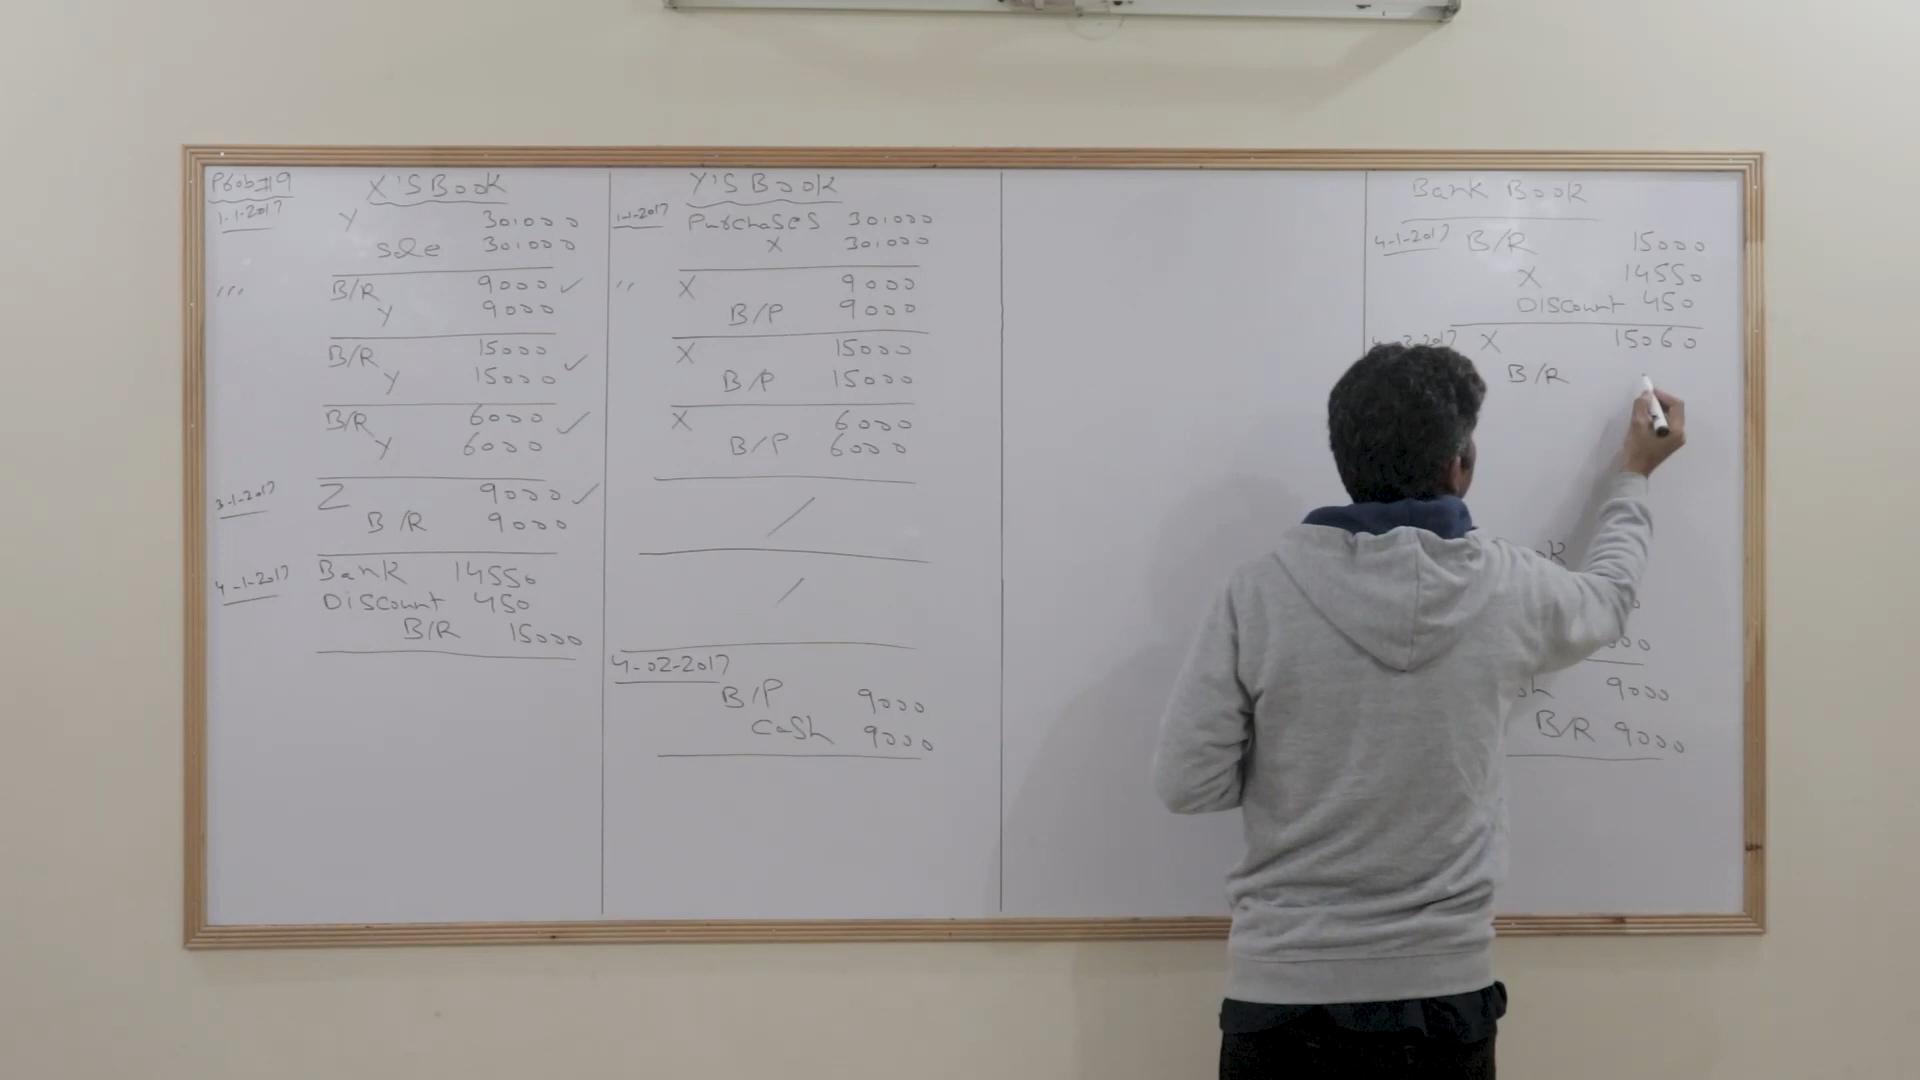 Prob#19
X'S BOOK
1-1-2017
Y 301000
Sale 301000
''' B/R 9000 ✓
Y 9000
B/R 15000 ✓
Y 15000
B/R 6000 ✓
Y 6000
3-1-2017 Z 9000 ✓
B/R 9000
4-1-2017 Bank 14550
Discount 450
B/R 15000
Y'S BOOK
1-1-2017 Purchases 301000
X 301000
'' X 9000
B/P 9000
X 15000
B/P 15000
X 6000
B/P 6000
/
/
4-02-2017
B/P 9000
Cash 9000
Bank Book
4-1-2017 B/R 15000
X 14550
Discount 450
X 15060
B/R
9000
B/R 9000